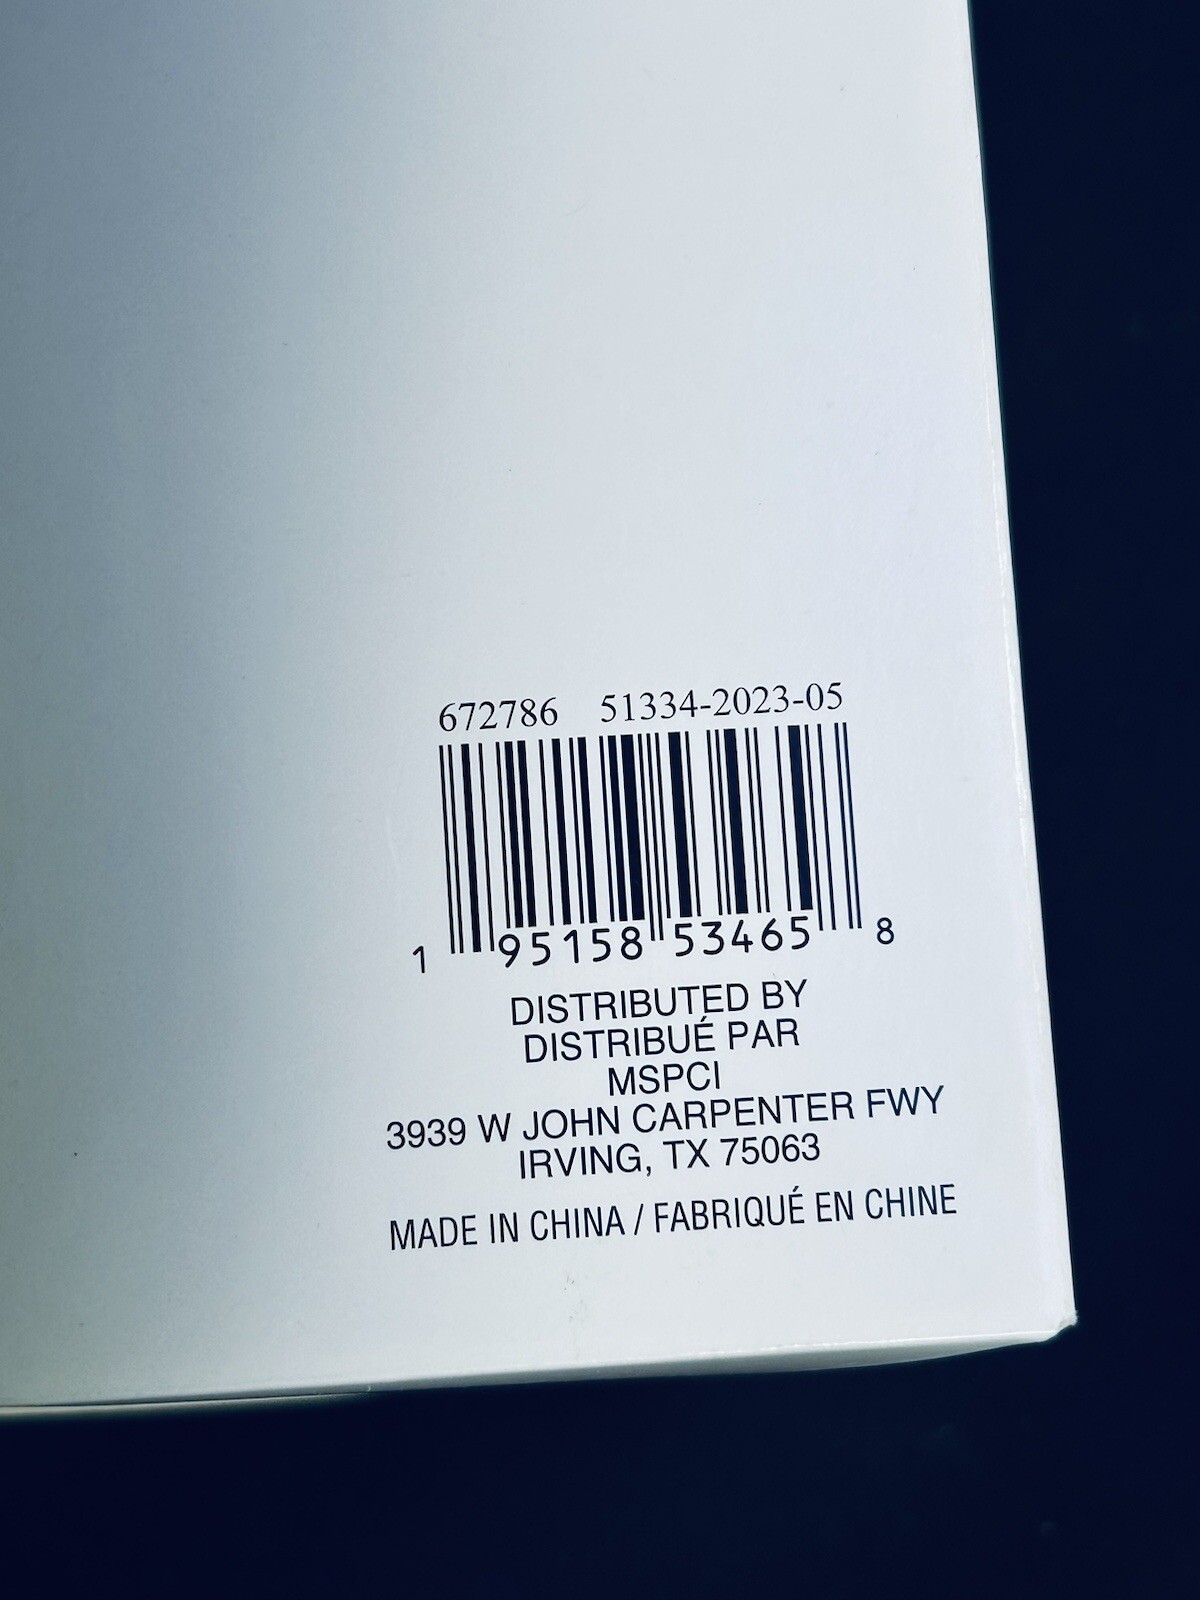 672786 51334-2023-05
1 95158 53465 8
DISTRIBUTED BY
DISTRIBUÉ PAR
MSPCI
3939 W JOHN CARPENTER FWY
IRVING, TX 75063
MADE IN CHINA / FABRIQUÉ EN CHINE